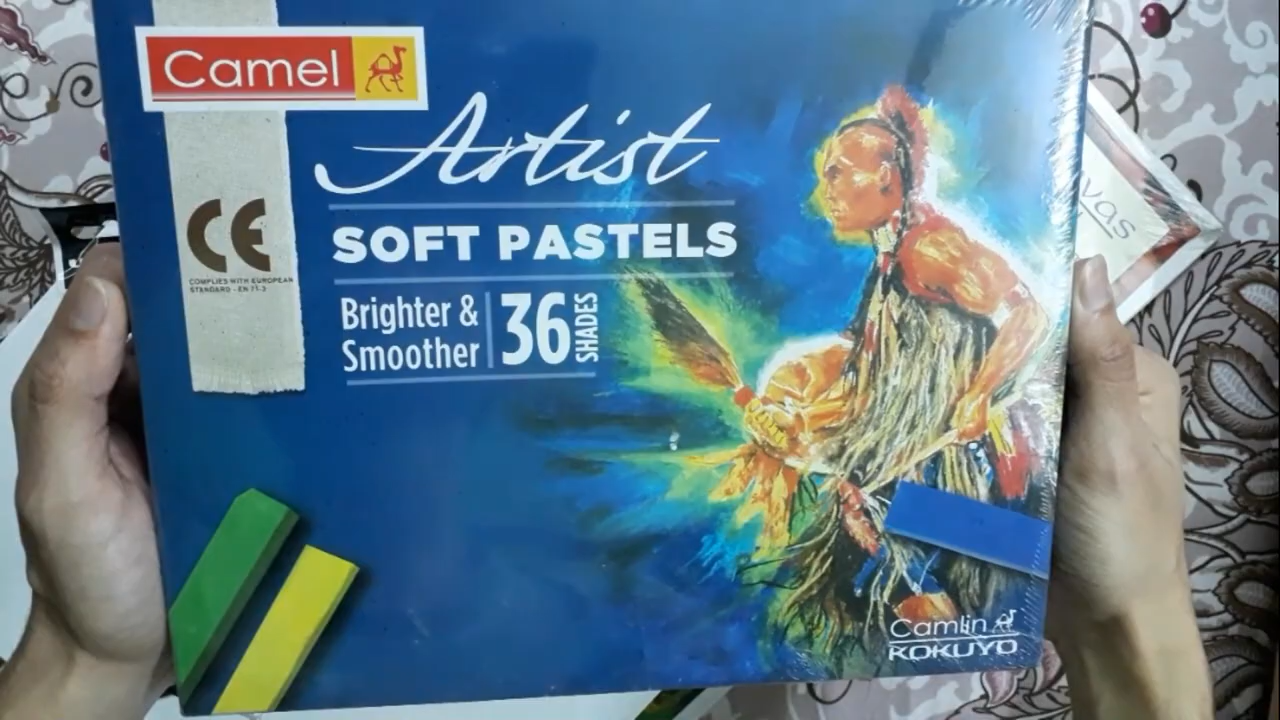 Camel
Artist
SOFT PASTELS
Brighter &
Smoother
36
SHADES
CE
COMPLIES WITH EUROPEAN
STANDARD - EN 71-3
Camlin
KOKUYO